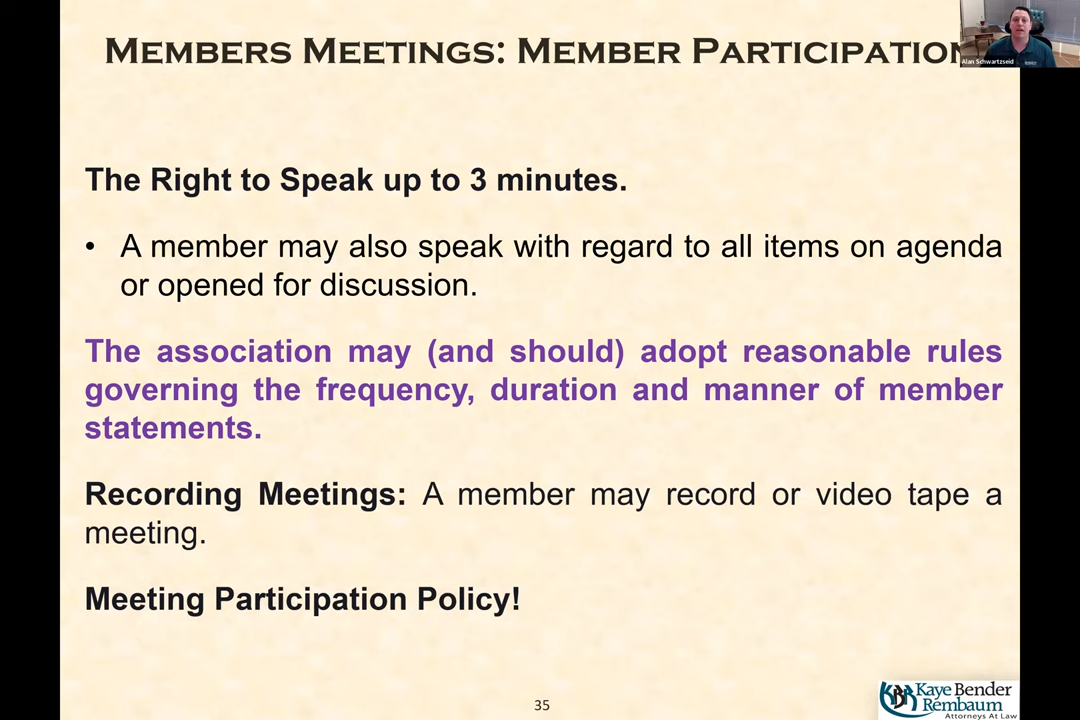 MEMBERS MEETINGS: MEMBER PARTICIPATION
Alan Schwartzseid
The Right to Speak up to 3 minutes.
• A member may also speak with regard to all items on agenda
or opened for discussion.
The association may (and should) adopt reasonable rules
governing the frequency, duration and manner of member
statements.
Recording Meetings: A member may record or video tape a
meeting.
Meeting Participation Policy!
35
KBR Kaye Bender
Rembaum
Attorneys At Law